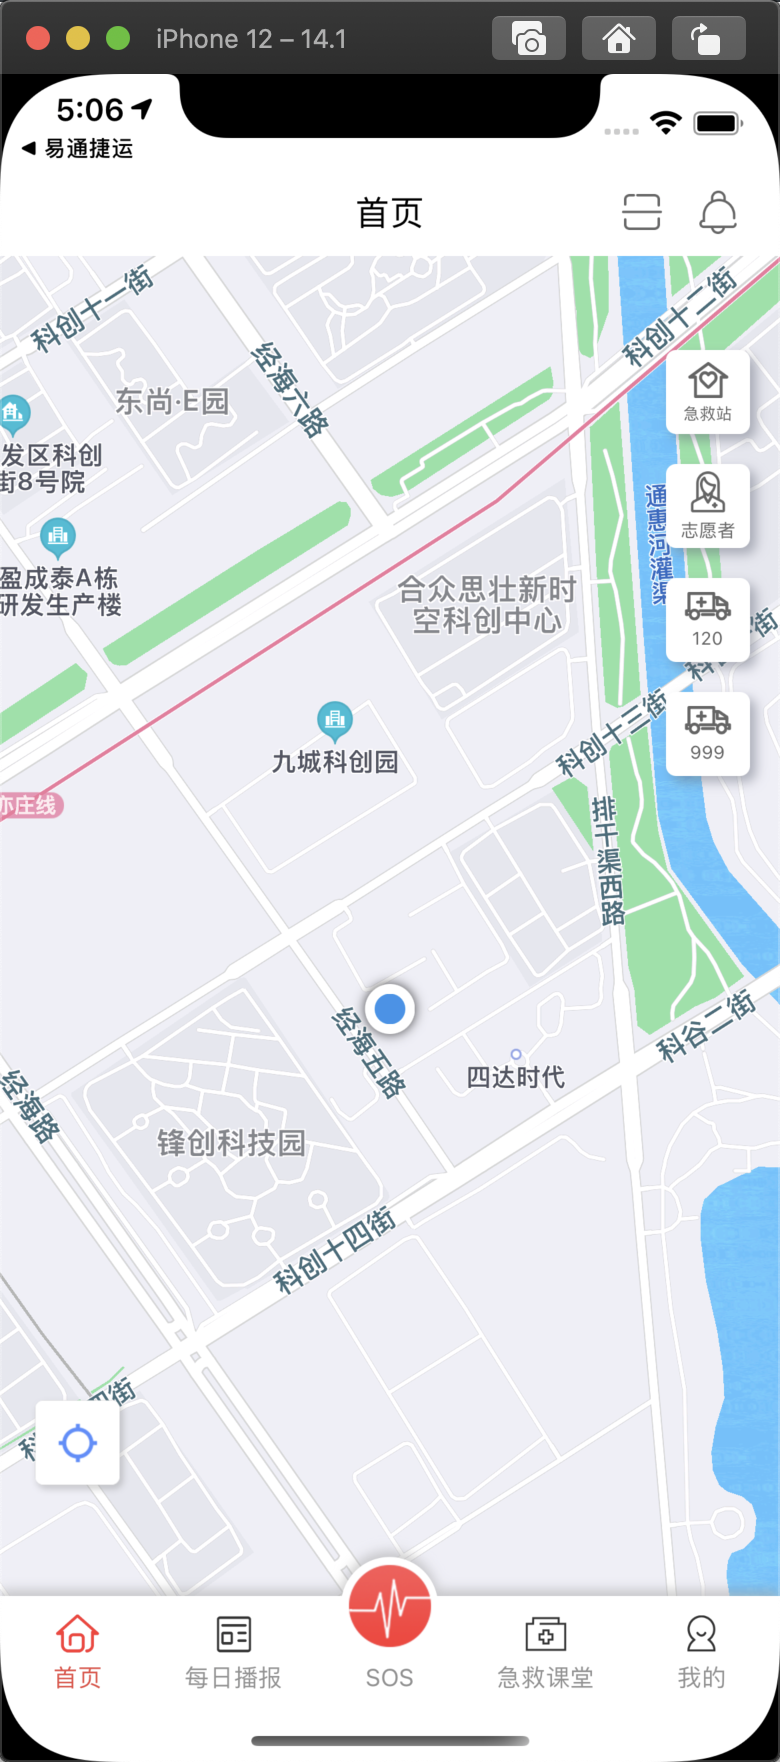 iPhone 12 – 14.1
5:06
易通捷运
首页
科创十一街
科创十二街
经海六路
东尚·E园
急救站
发区科创
街8号院
通惠河灌渠
志愿者
盈成泰A栋
研发生产楼
合众思壮新时
空科创中心
120
九城科创园
科创十三街
999
亦庄线
排干渠西路
经海五路
科谷二街
四达时代
经海路
锋创科技园
科创十四街
四街
首页
每日播报
SOS
急救课堂
我的